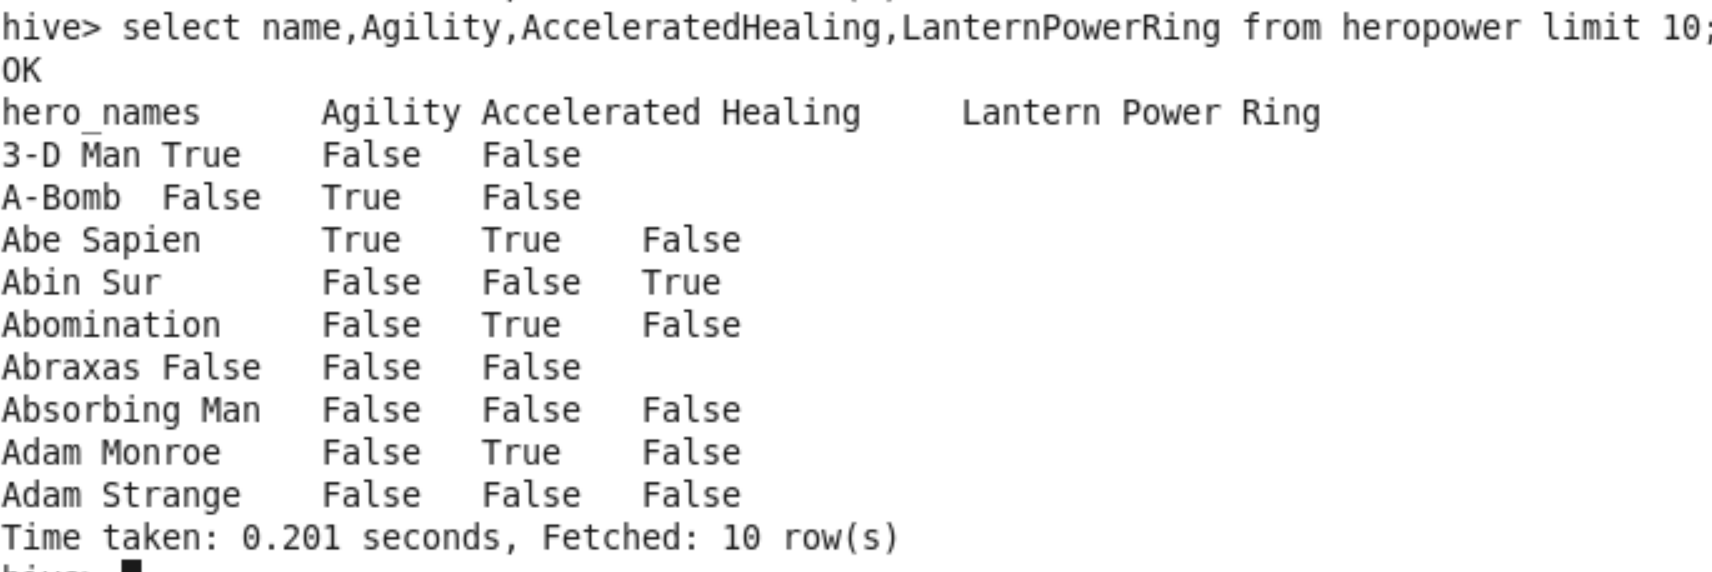 hive> select name,Agility,AcceleratedHealing,LanternPowerRing from heropower limit 10;
OK
hero_names Agility Accelerated Healing Lantern Power Ring
3-D Man True False False
A-Bomb False True False
Abe Sapien True True False
Abin Sur False False True
Abomination False True False
Abraxas False False False
Absorbing Man False False False
Adam Monroe False True False
Adam Strange False False False
Time taken: 0.201 seconds, Fetched: 10 row(s)